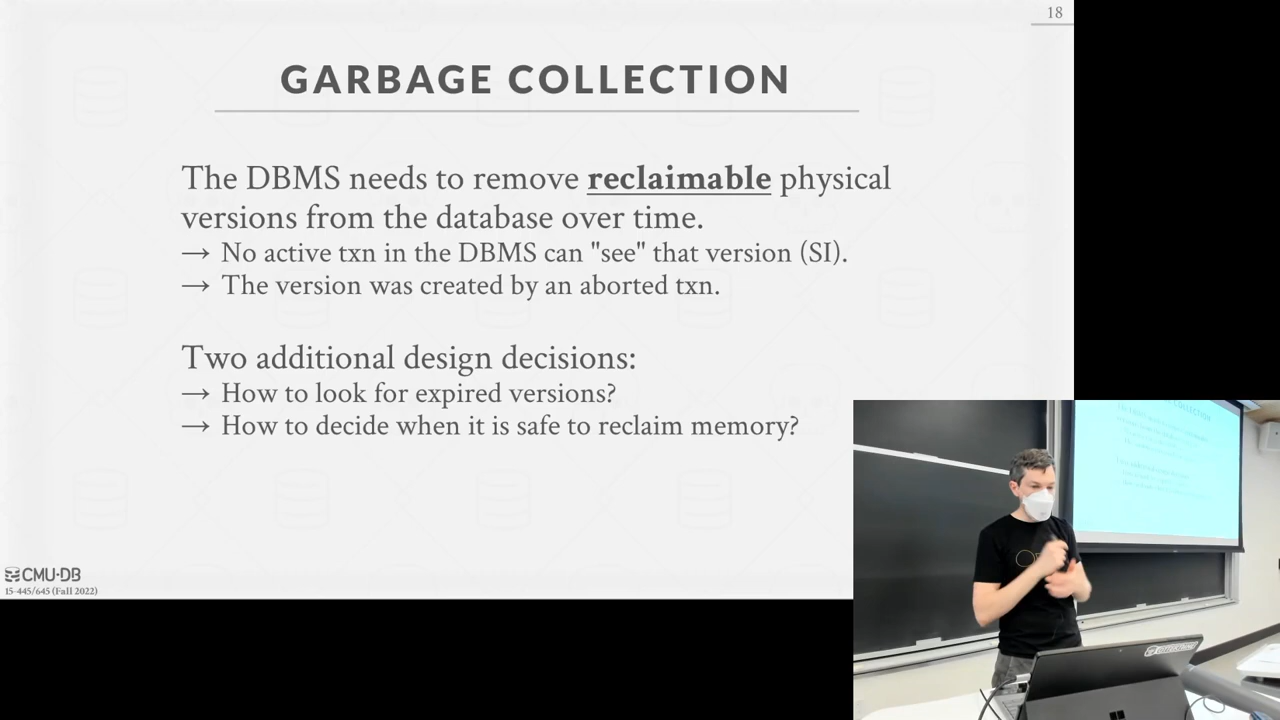 18
GARBAGE COLLECTION
The DBMS needs to remove reclaimable physical
versions from the database over time.
→ No active txn in the DBMS can "see" that version (SI).
→ The version was created by an aborted txn.
Two additional design decisions:
→ How to look for expired versions?
→ How to decide when it is safe to reclaim memory?
CMU·DB
15-445/645 (Fall 2022)